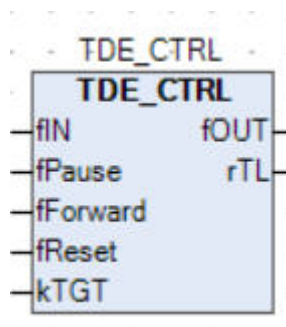 TDE_CTRL
TDE_CTRL
fIN fOUT
fPause rTL
fForward
fReset
kTGT